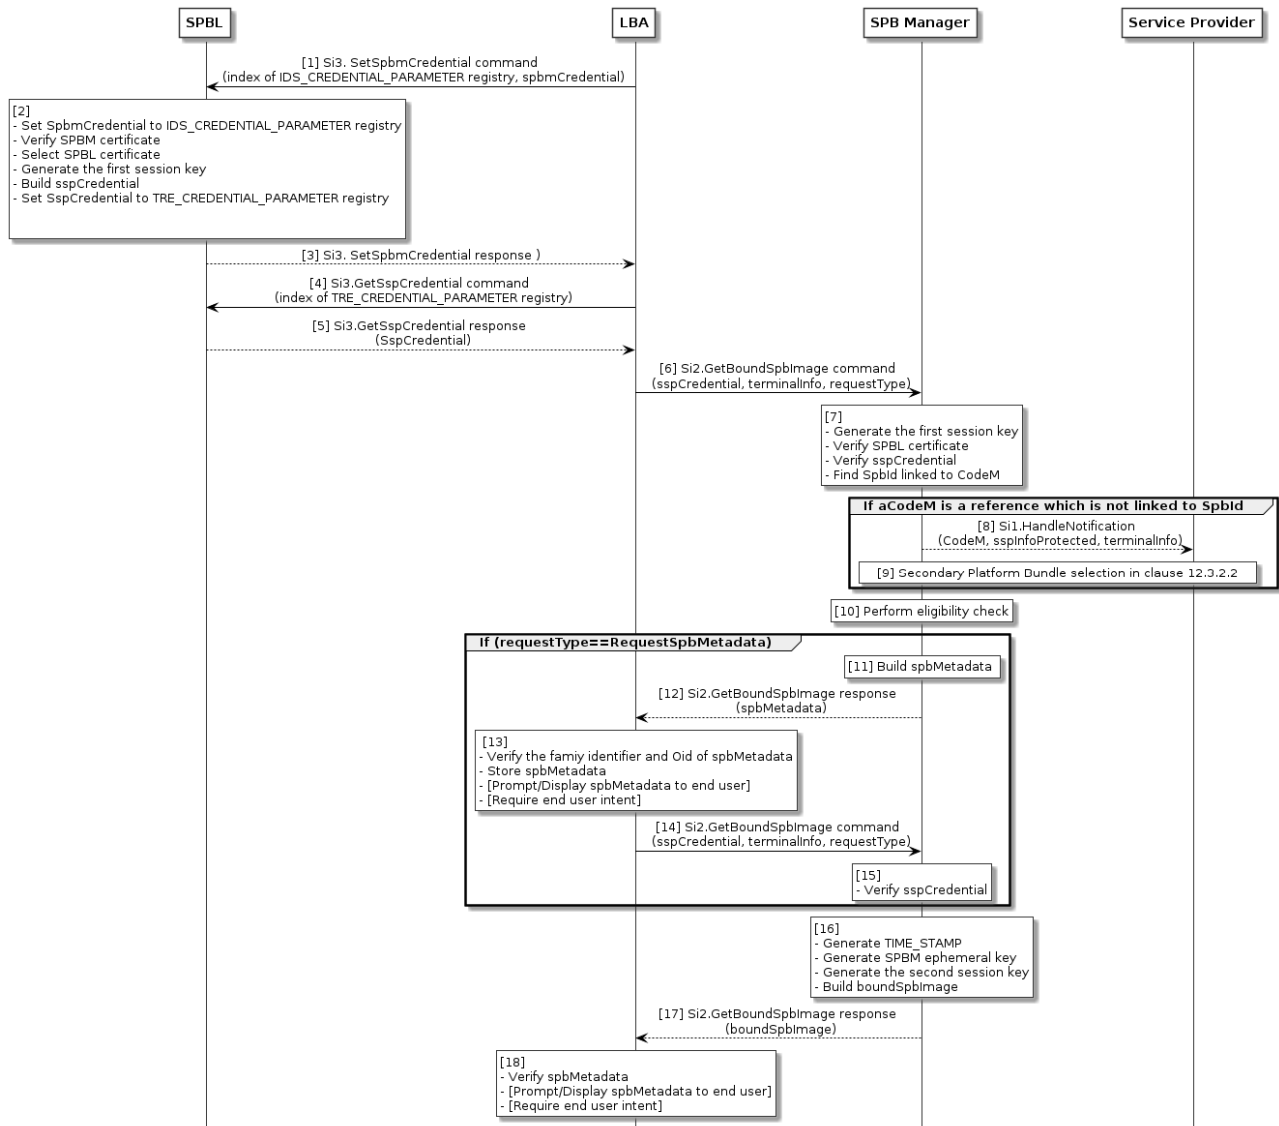 SPBL
LBA
SPB Manager
Service Provider
[1] Si3. SetSpbmCredential command
(index of IDS_CREDENTIAL_PARAMETER registry, spbmCredential)
[2]
- Set SpbmCredential to IDS_CREDENTIAL_PARAMETER registry
- Verify SPBM certificate
- Select SPBL certificate
- Generate the first session key
- Build sspCredential
- Set SspCredential to TRE_CREDENTIAL_PARAMETER registry
[3] Si3. SetSpbmCredential response )
[4] Si3.GetSspCredential command
(index of TRE_CREDENTIAL_PARAMETER registry)
[5] Si3.GetSspCredential response
(SspCredential)
[6] Si2.GetBoundSpbImage command
(sspCredential, terminalInfo, requestType)
[7]
- Generate the first session key
- Verify SPBL certificate
- Verify sspCredential
- Find SpbId linked to CodeM
If aCodeM is a reference which is not linked to SpbId
[8] Si1.HandleNotification
(CodeM, sspInfoProtected, terminalInfo)
[9] Secondary Platform Bundle selection in clause 12.3.2.2
[10] Perform eligibility check
If (requestType==RequestSpbMetadata)
[11] Build spbMetadata
[12] Si2.GetBoundSpbImage response
(spbMetadata)
[13]
- Verify the famiy identifier and Oid of spbMetadata
- Store spbMetadata
- [Prompt/Display spbMetadata to end user]
- [Require end user intent]
[14] Si2.GetBoundSpbImage command
(sspCredential, terminalInfo, requestType)
[15]
- Verify sspCredential
[16]
- Generate TIME_STAMP
- Generate SPBM ephemeral key
- Generate the second session key
- Build boundSpbImage
[17] Si2.GetBoundSpbImage response
(boundSpbImage)
[18]
- Verify spbMetadata
- [Prompt/Display spbMetadata to end user]
- [Require end user intent]